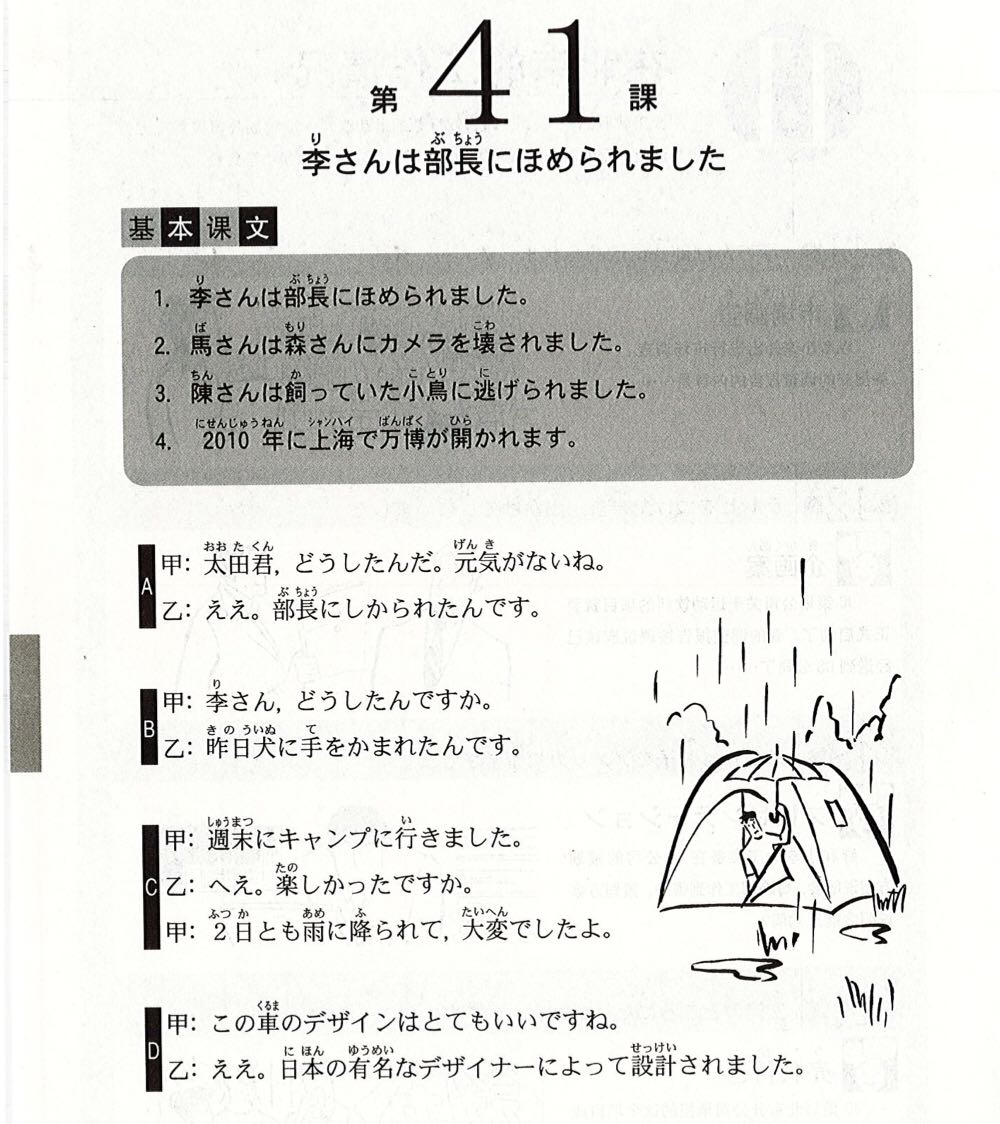 第41課
李さんは部長にほめられました
基本课文
1. 李さんは部長にほめられました。
2. 馬さんは森さんにカメラを壊されました。
3. 陳さんは飼っていた小鳥に逃げられました。
4. 2010年に上海で万博が開かれます。
A
甲: 太田君, どうしたんだ。元気がないね。
乙: ええ。部長にしかられたんです。
B
甲: 李さん, どうしたんですか。
乙: 昨日犬に手をかまれたんです。
C
甲: 週末にキャンプに行きました。
乙: へえ。楽しかったですか。
甲: 2日とも雨に降られて, 大変でしたよ。
D
甲: この車のデザインはとてもいいですね。
乙: ええ。日本の有名なデザイナーによって設計されました。